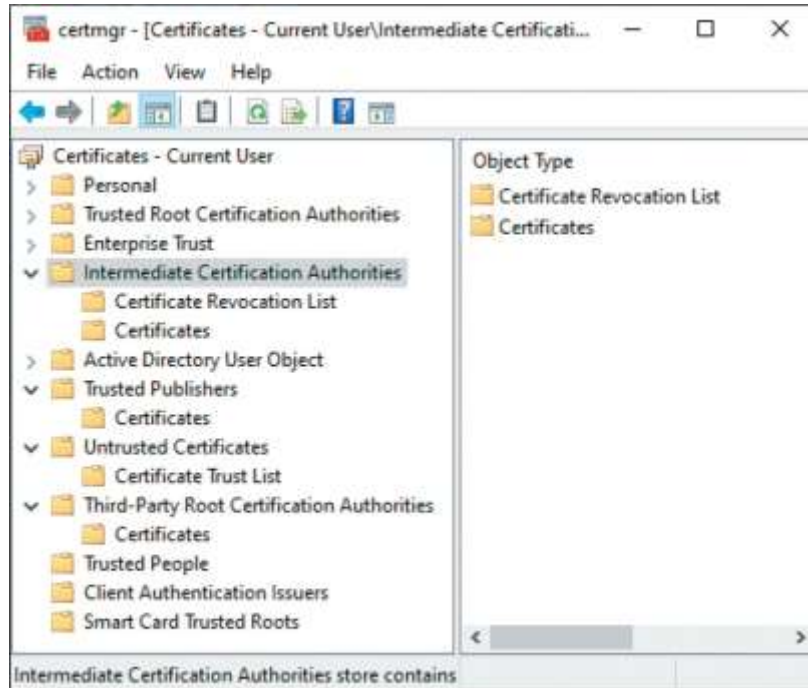 certmgr - [Certificates - Current User\Intermediate Certificati...
File Action View Help
Certificates - Current User
Personal
Trusted Root Certification Authorities
Enterprise Trust
Intermediate Certification Authorities
Certificate Revocation List
Certificates
Active Directory User Object
Trusted Publishers
Certificates
Untrusted Certificates
Certificate Trust List
Third-Party Root Certification Authorities
Certificates
Trusted People
Client Authentication Issuers
Smart Card Trusted Roots
Object Type
Certificate Revocation List
Certificates
Intermediate Certification Authorities store contains